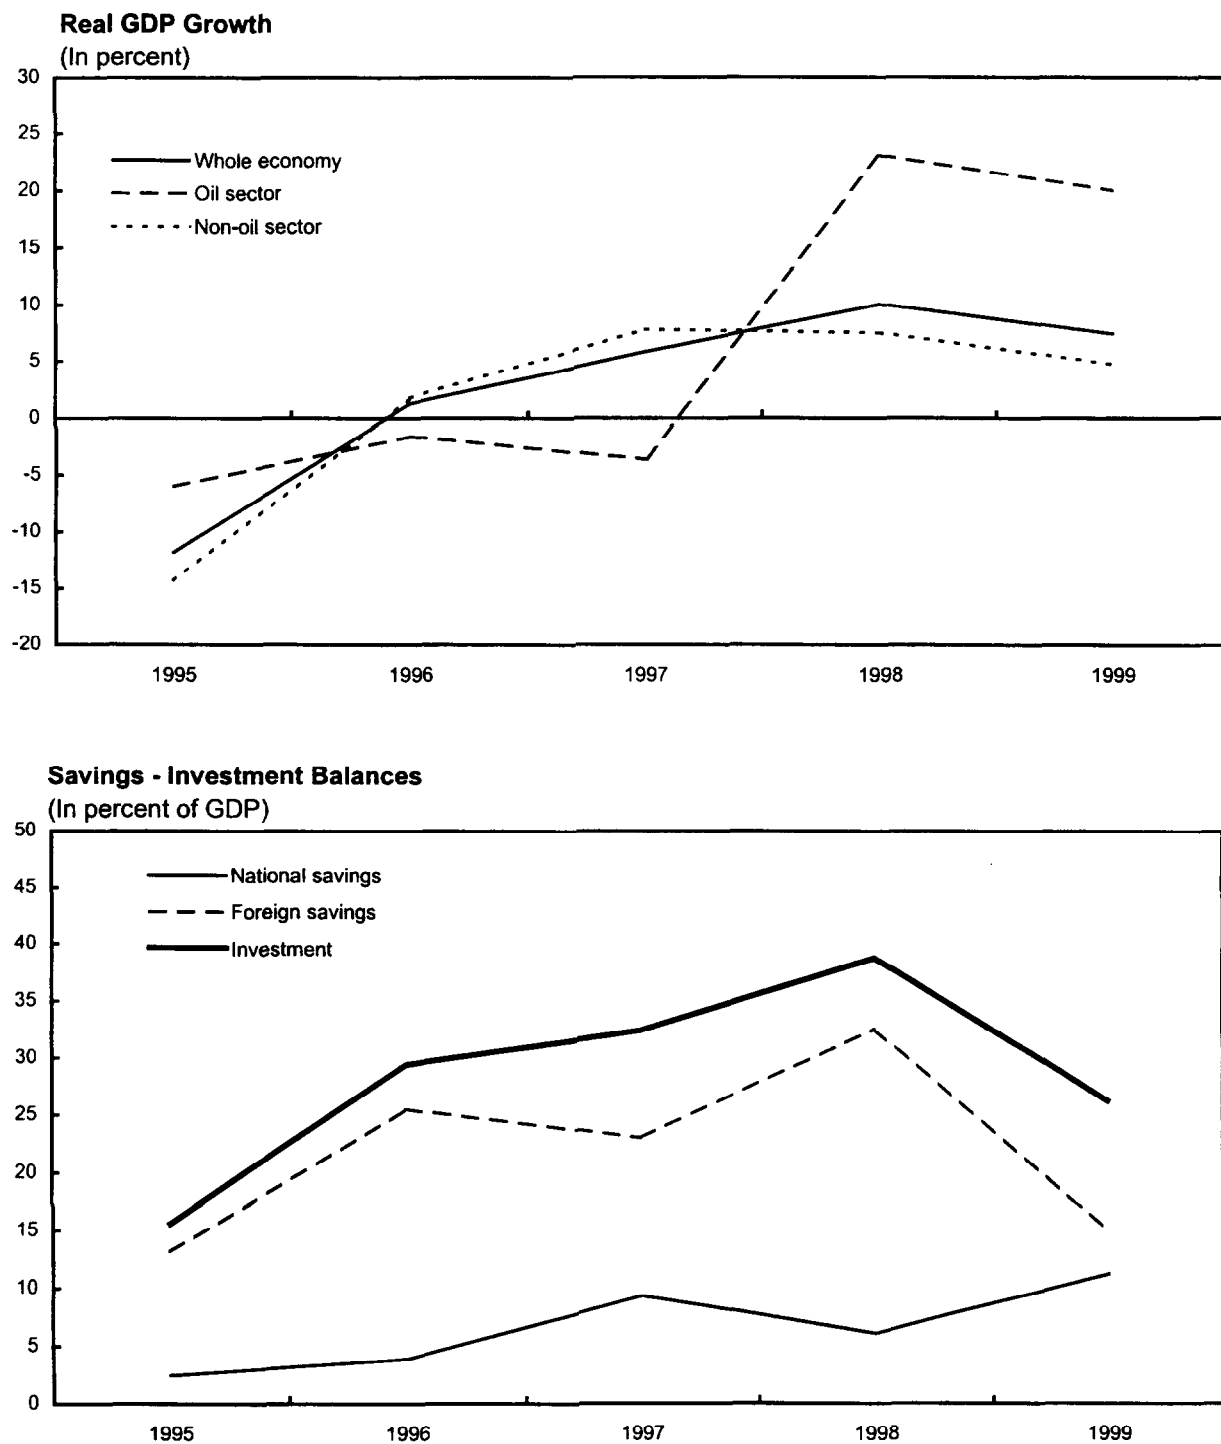 Real GDP Growth
(In percent)
30
25
20
15
10
5
0
-5
-10
-15
-20
Whole economy
Oil sector
Non-oil sector
1995 1996 1997 1998 1999
Savings - Investment Balances
(In percent of GDP)
50
45
40
35
30
25
20
15
10
5
0
National savings
Foreign savings
Investment
1995 1996 1997 1998 1999